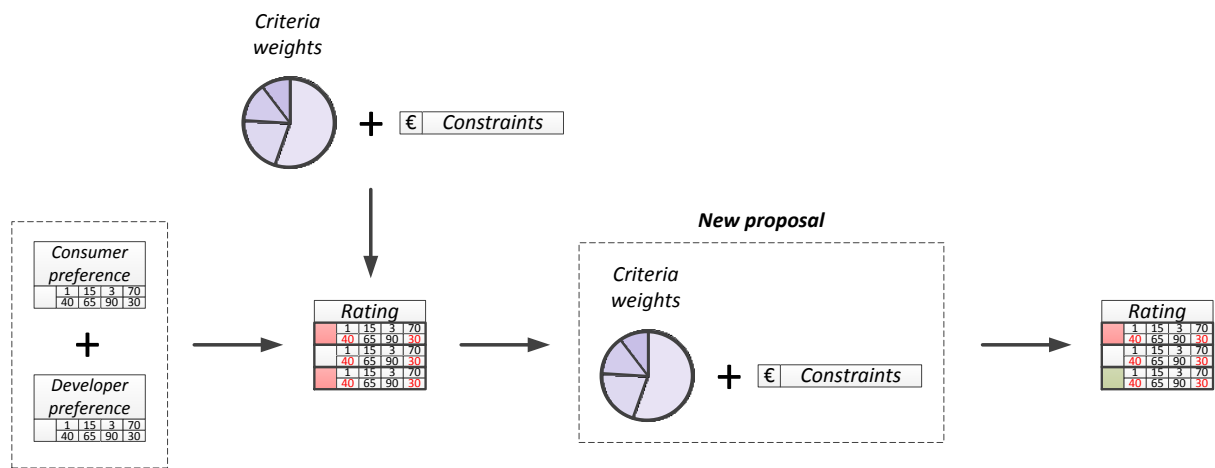 Criteria
weights
+
€ Constraints
New proposal
Consumer
preference
1 15 3 70
40 65 90 30
+
Developer
preference
1 15 3 70
40 65 90 30
Rating
1 15 3 70
40 65 90 30
1 15 3 70
40 65 90 30
1 15 3 70
40 65 90 30
Criteria
weights
+
€ Constraints
Rating
1 15 3 70
40 65 90 30
1 15 3 70
40 65 90 30
1 15 3 70
40 65 90 30